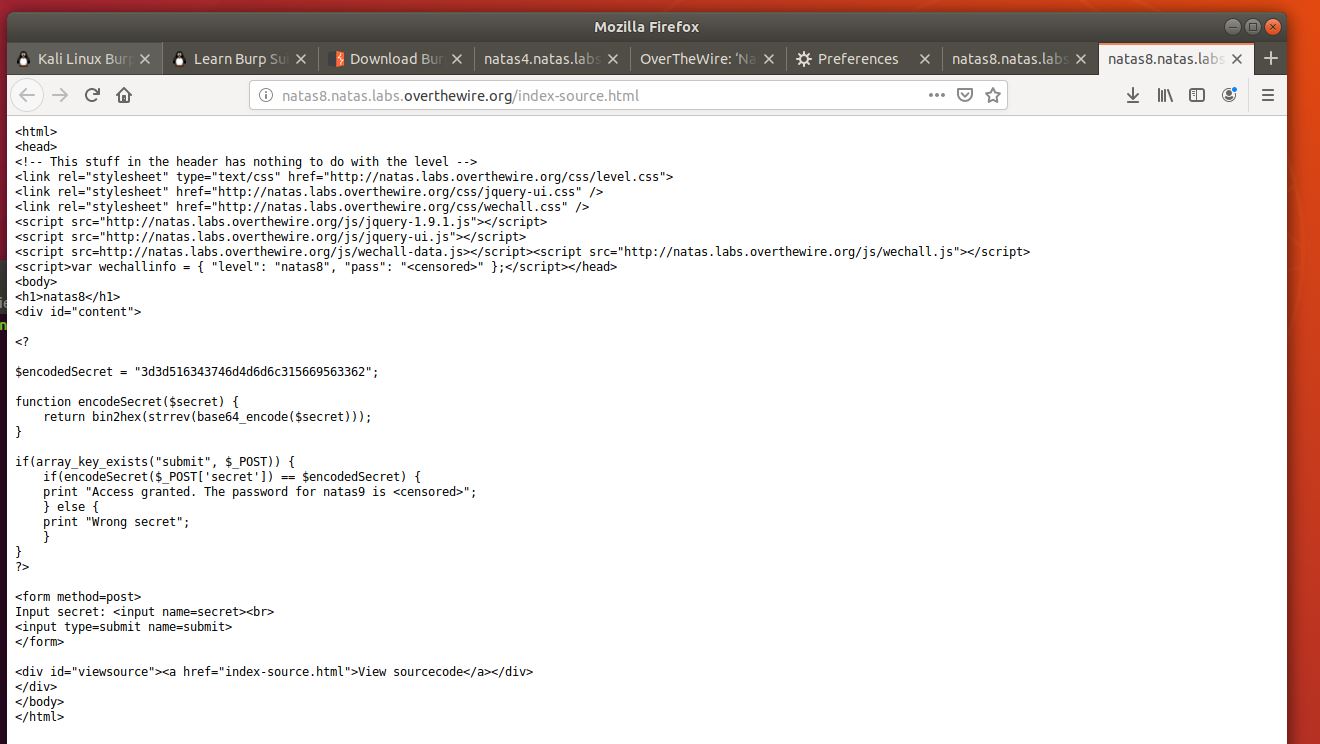 Mozilla Firefox
Kali Linux Burp Learn Burp Sui Download Bur natas4.natas.labs OverTheWire: ‘Na Preferences natas8.natas.labs natas8.natas.labs
natas8.natas.labs.overthewire.org/index-source.html
<html>
<head>
<!-- This stuff in the header has nothing to do with the level -->
<link rel="stylesheet" type="text/css" href="http://natas.labs.overthewire.org/css/level.css">
<link rel="stylesheet" href="http://natas.labs.overthewire.org/css/jquery-ui.css" />
<link rel="stylesheet" href="http://natas.labs.overthewire.org/css/wechall.css" />
<script src="http://natas.labs.overthewire.org/js/jquery-1.9.1.js"></script>
<script src="http://natas.labs.overthewire.org/js/jquery-ui.js"></script>
<script src=http://natas.labs.overthewire.org/js/wechall-data.js></script><script src="http://natas.labs.overthewire.org/js/wechall.js"></script>
<script>var wechallinfo = { "level": "natas8", "pass": "<censored>" };</script></head>
<body>
<h1>natas8</h1>
<div id="content">
<?
$encodedSecret = "3d3d516343746d4d6d6c315669563362";
function encodeSecret($secret) {
    return bin2hex(strrev(base64_encode($secret)));
}
if(array_key_exists("submit", $_POST)) {
    if(encodeSecret($_POST['secret']) == $encodedSecret) {
    print "Access granted. The password for natas9 is <censored>";
    } else {
    print "Wrong secret";
    }
}
?>
<form method=post>
Input secret: <input name=secret><br>
<input type=submit name=submit>
</form>
<div id="viewsource"><a href="index-source.html">View sourcecode</a></div>
</div>
</body>
</html>